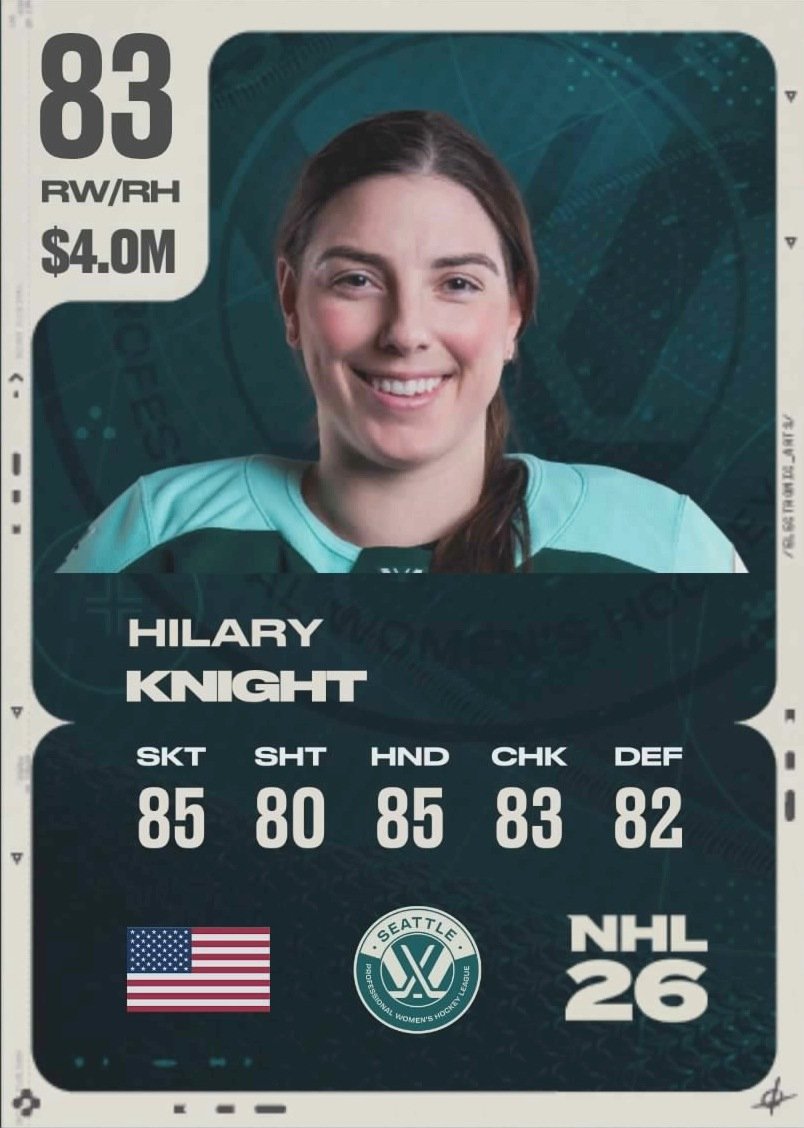 83
RW/RH
$4.0M
/ELECTRONIC_ARTS/
HILARY
KNIGHT
SKT SHT HND CHK DEF
85 80 85 83 82
SEATTLE
PROFESSIONAL WOMEN'S HOCKEY LEAGUE
NHL
26